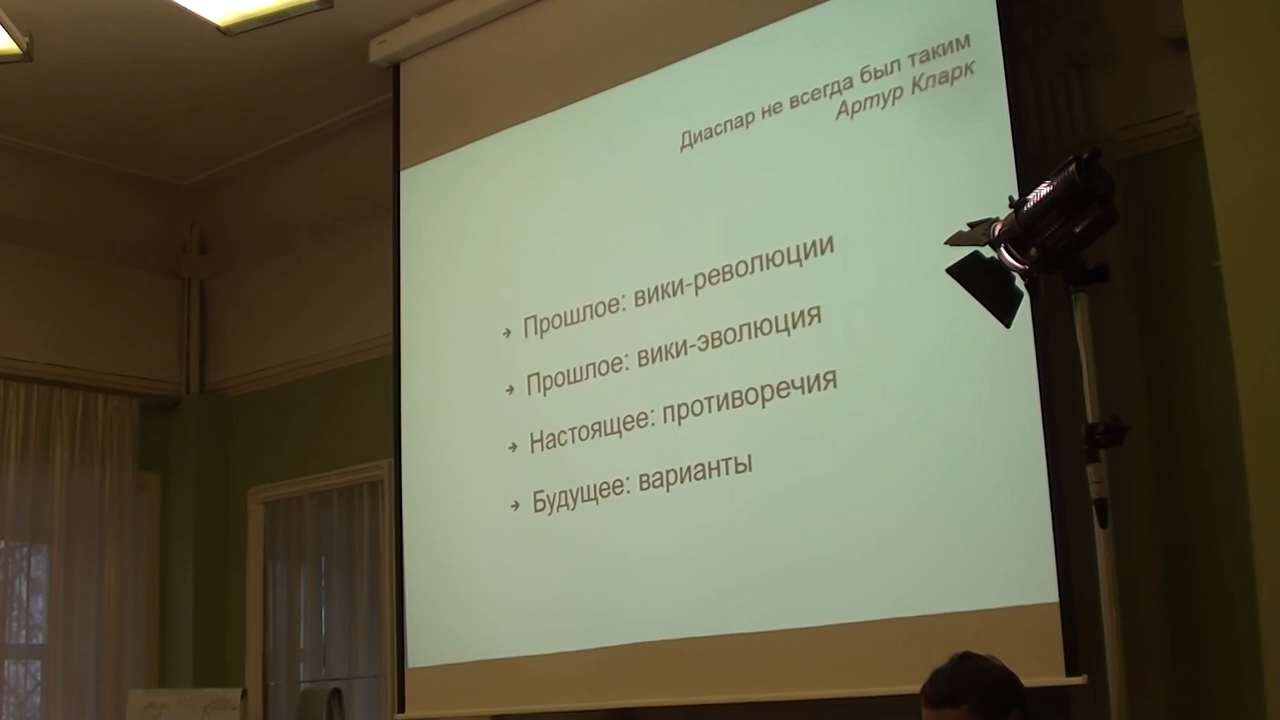 Диаспар не всегда был таким
Артур Кларк
Прошлое: вики-революции
Прошлое: вики-эволюция
Настоящее: противоречия
Будущее: варианты